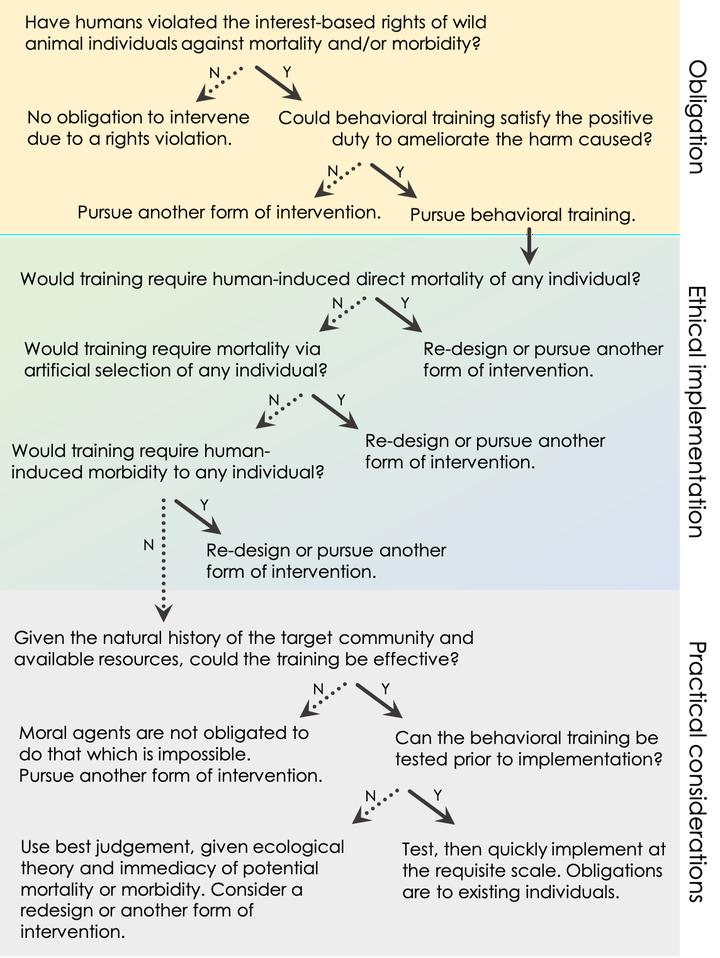 Have humans violated the interest-based rights of wild
animal individuals against mortality and/or morbidity?
N
Y
No obligation to intervene
due to a rights violation.
Could behavioral training satisfy the positive
duty to ameliorate the harm caused?
N
Y
Pursue another form of intervention.
Pursue behavioral training.
Obligation
Would training require human-induced direct mortality of any individual?
N
Y
Would training require mortality via
artificial selection of any individual?
Re-design or pursue another
form of intervention.
N
Y
Would training require human-
induced morbidity to any individual?
Re-design or pursue another
form of intervention.
Y
N
Re-design or pursue another
form of intervention.
Ethical implementation
Given the natural history of the target community and
available resources, could the training be effective?
N
Y
Moral agents are not obligated to
do that which is impossible.
Pursue another form of intervention.
Can the behavioral training be
tested prior to implementation?
N
Y
Use best judgement, given ecological
theory and immediacy of potential
mortality or morbidity. Consider a
redesign or another form of
intervention.
Test, then quickly implement at
the requisite scale. Obligations
are to existing individuals.
Practical considerations